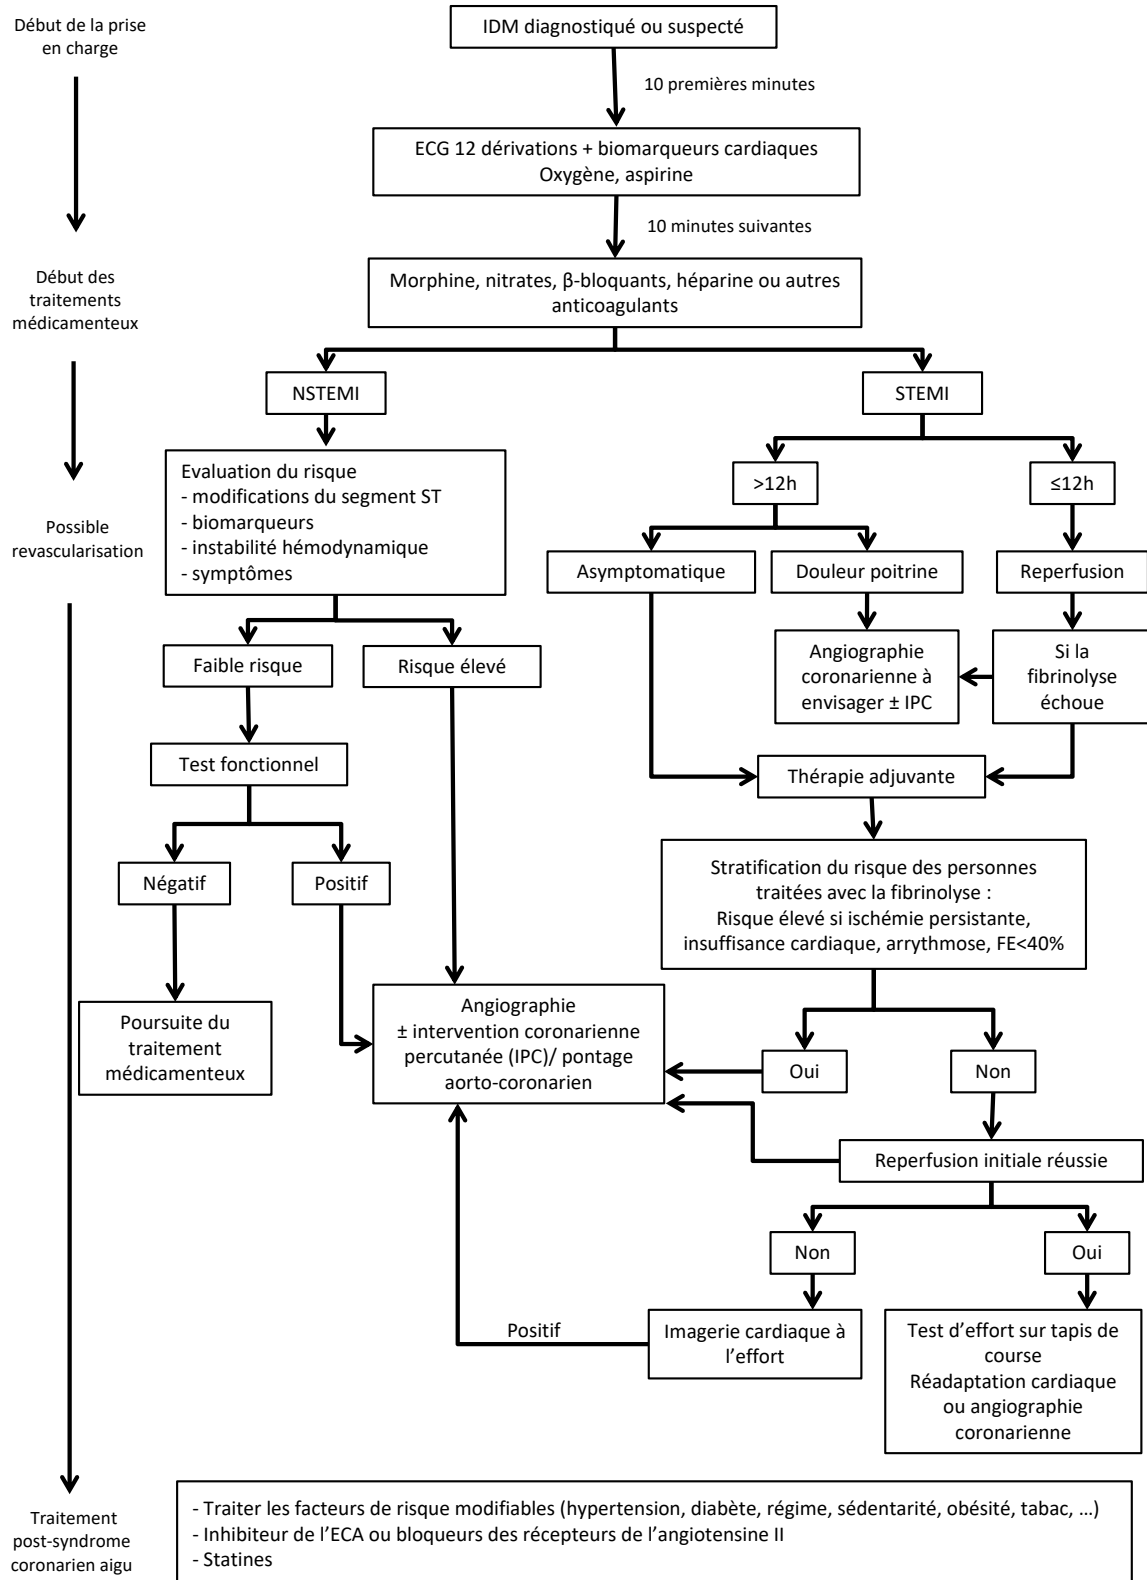 Début de la prise
en charge
IDM diagnostiqué ou suspecté
10 premières minutes
ECG 12 dérivations + biomarqueurs cardiaques
Oxygène, aspirine
10 minutes suivantes
Début des
traitements
médicamenteux
Morphine, nitrates, β-bloquants, héparine ou autres
anticoagulants
NSTEMI
STEMI
Evaluation du risque
- modifications du segment ST
- biomarqueurs
- instabilité hémodynamique
- symptômes
>12h
≤12h
Possible
revascularisation
Asymptomatique
Douleur poitrine
Reperfusion
Faible risque
Risque élevé
Angiographie
coronarienne à
envisager ± IPC
Si la
fibrinolyse
échoue
Test fonctionnel
Thérapie adjuvante
Négatif
Positif
Stratification du risque des personnes
traitées avec la fibrinolyse :
Risque élevé si ischémie persistante,
insuffisance cardiaque, arrythmose, FE<40%
Poursuite du
traitement
médicamenteux
Angiographie
± intervention coronarienne
percutanée (IPC)/ pontage
aorto-coronarien
Oui
Non
Reperfusion initiale réussie
Non
Oui
Positif
Imagerie cardiaque à
l’effort
Test d’effort sur tapis de
course
Réadaptation cardiaque
ou angiographie
coronarienne
Traitement
post-syndrome
coronarien aigu
- Traiter les facteurs de risque modifiables (hypertension, diabète, régime, sédentarité, obésité, tabac, …)
- Inhibiteur de l’ECA ou bloqueurs des récepteurs de l’angiotensine II
- Statines